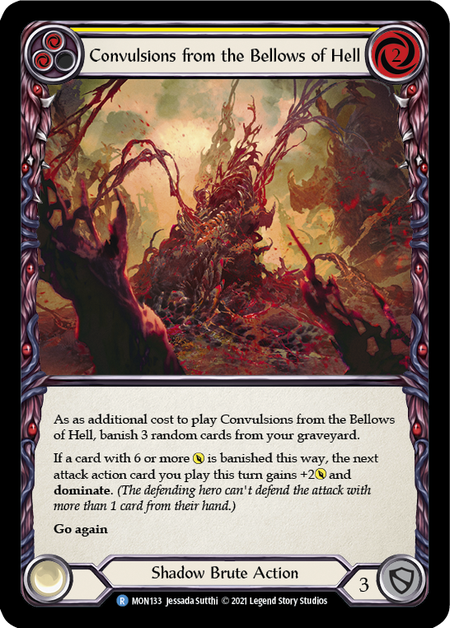 Convulsions from the Bellows of Hell
2
As as additional cost to play Convulsions from the Bellows
of Hell, banish 3 random cards from your graveyard.
If a card with 6 or more is banished this way, the next
attack action card you play this turn gains +2 and
dominate. (The defending hero can't defend the attack with
more than 1 card from their hand.)
Go again
Shadow Brute Action
3
R MON133 Jessada Sutthi © 2021 Legend Story Studios